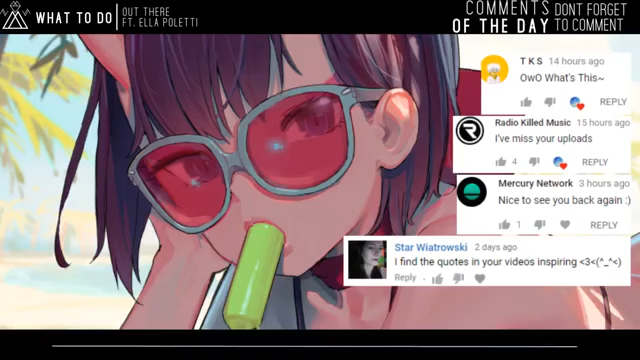 WHAT TO DO
OUT THERE
FT. ELLA POLETTI
COMMENTS
OF THE DAY
DONT FORGET
TO COMMENT
T K S 14 hours ago
OwO What's This~
REPLY
Radio Killed Music 15 hours ago
I've miss your uploads
4 REPLY
Mercury Network 3 hours ago
Nice to see you back again :)
1 REPLY
Star Wiatrowski 2 days ago
I find the quotes in your videos inspiring <3<(^_^<)
Reply